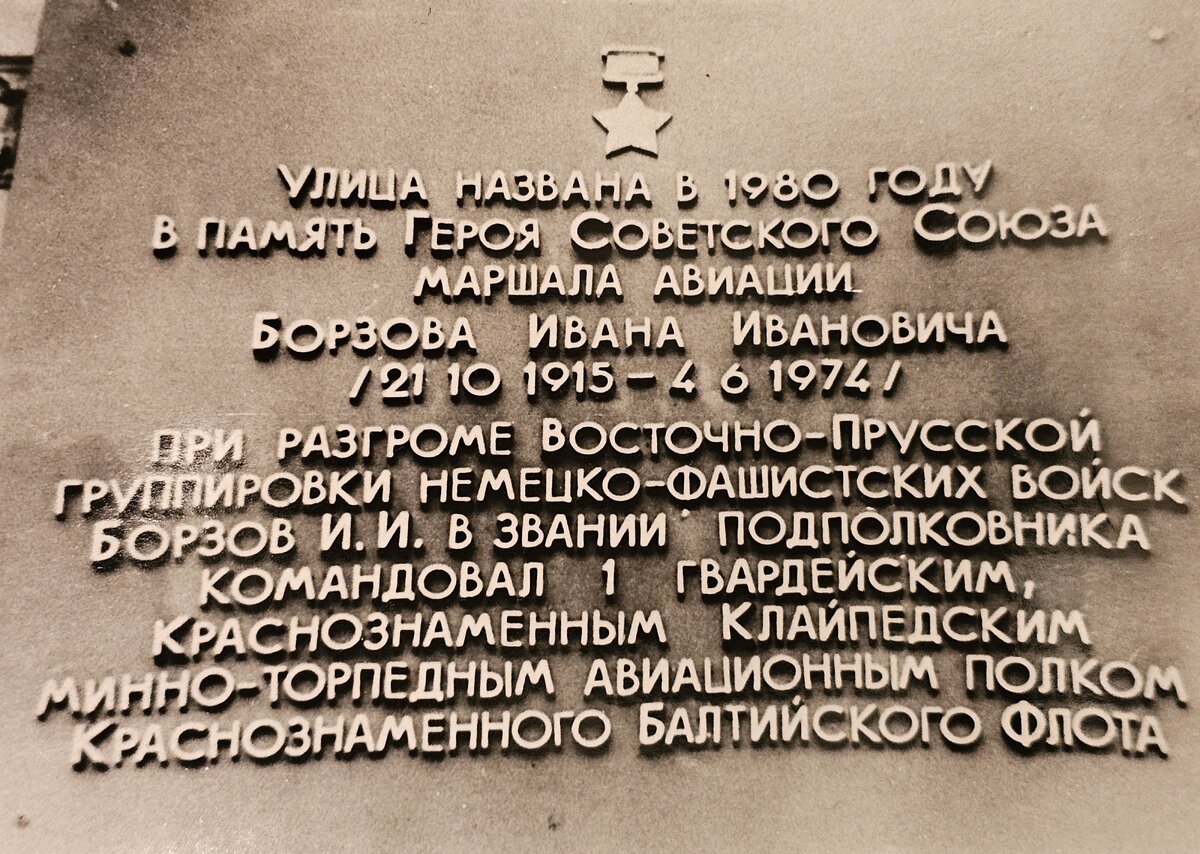 УЛИЦА НАЗВАНА В 1980 ГОДУ
В ПАМЯТЬ ГЕРОЯ СОВЕТСКОГО СОЮЗА
МАРШАЛА АВИАЦИИ
БОРЗОВА ИВАНА ИВАНОВИЧА
/21 10 1915 – 4 6 1974/
ПРИ РАЗГРОМЕ ВОСТОЧНО-ПРУССКОЙ
ГРУППИРОВКИ НЕМЕЦКО-ФАШИСТСКИХ ВОЙСК
БОРЗОВ И.И. В ЗВАНИИ ПОДПОЛКОВНИКА
КОМАНДОВАЛ 1 ГВАРДЕЙСКИМ,
КРАСНОЗНАМЕННЫМ КЛАЙПЕДСКИМ
МИННО-ТОРПЕДНЫМ АВИАЦИОННЫМ ПОЛКОМ
КРАСНОЗНАМЕННОГО БАЛТИЙСКОГО ФЛОТА